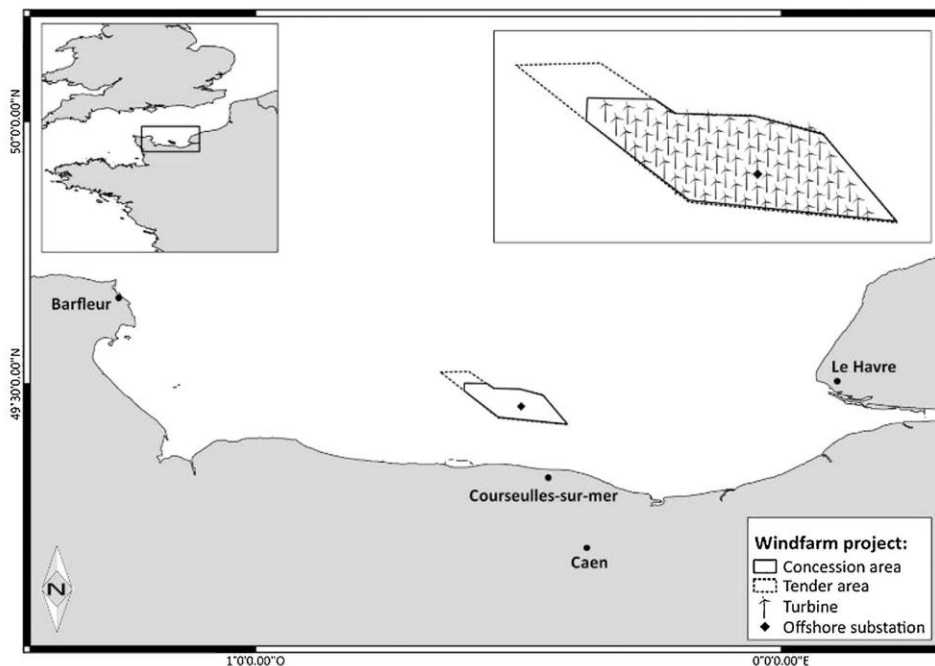 50°0'0.00"N
Barfleur
49°30'0.00"N
Le Havre
Courseulles-sur-mer
Caen
Windfarm project:
Concession area
Tender area
Turbine
Offshore substation
N
1°0'0.00"O
0°0'0.00"E